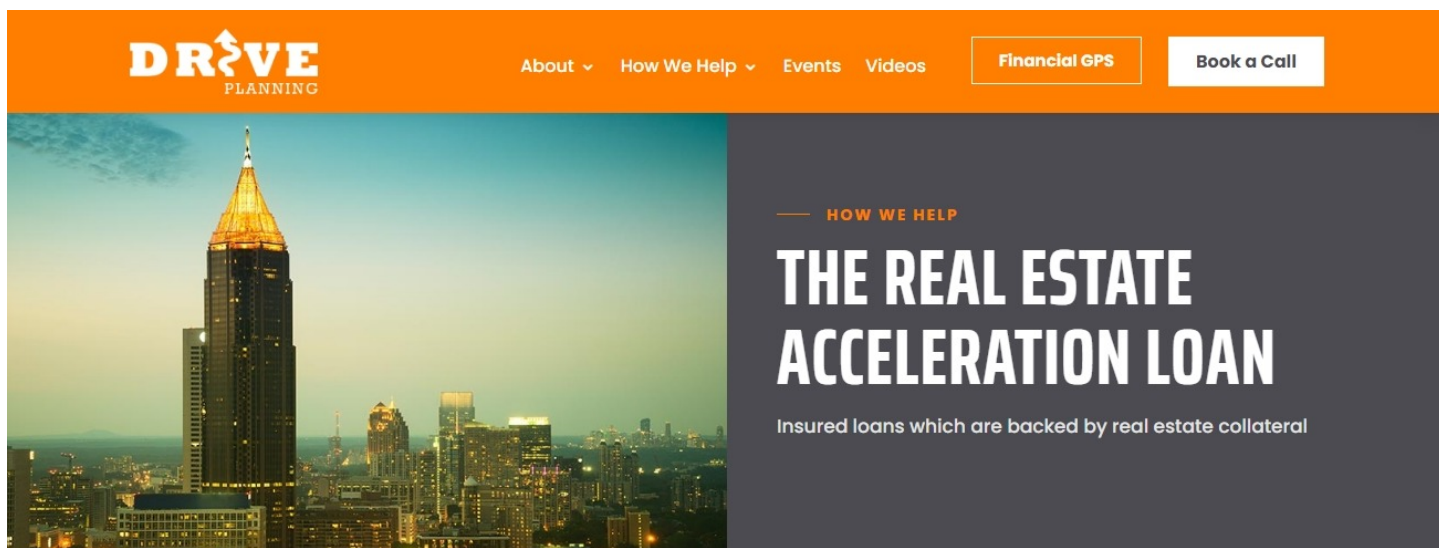 DRIVE
PLANNING
About
How We Help
Events
Videos
Financial GPS
Book a Call
HOW WE HELP
THE REAL ESTATE
ACCELERATION LOAN
Insured loans which are backed by real estate collateral